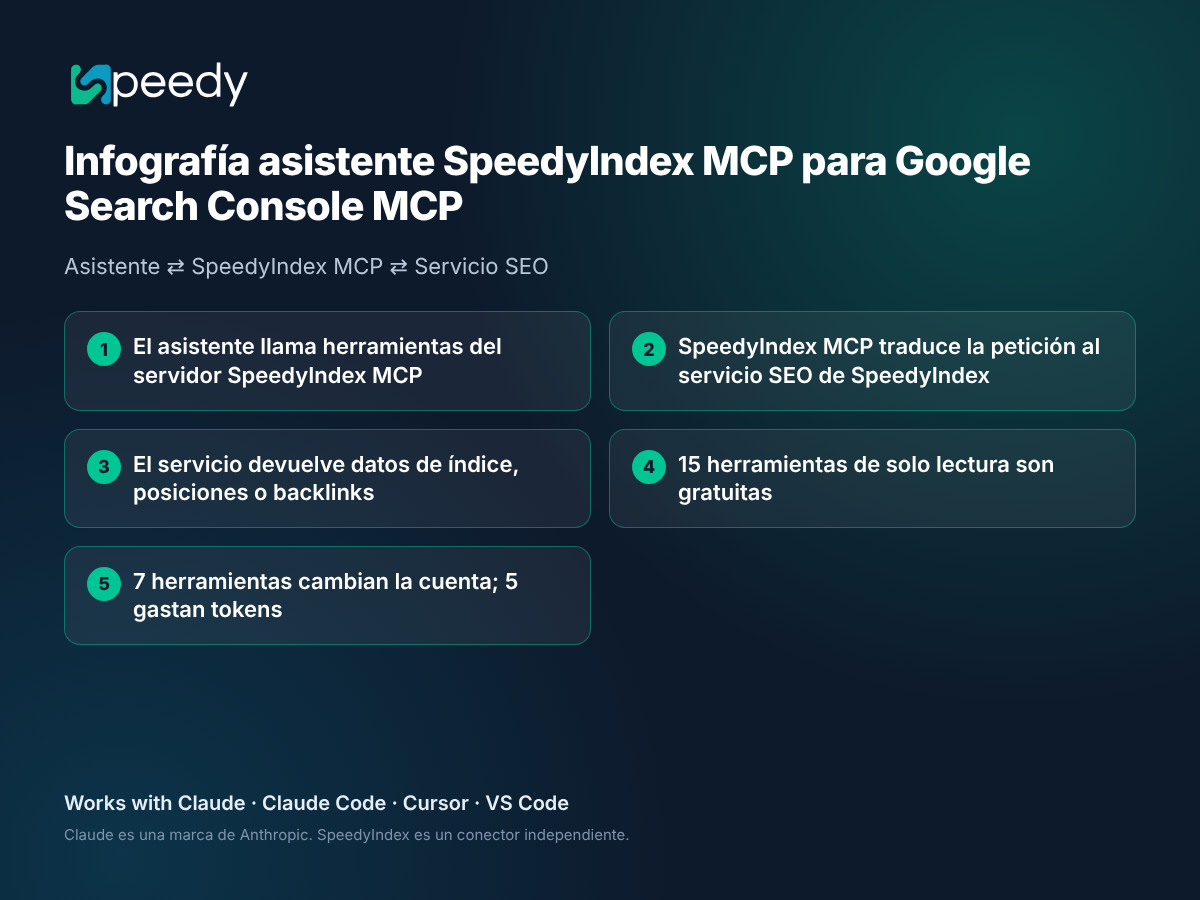 Speedy
Infografía asistente SpeedyIndex MCP para Google
Search Console MCP
Asistente ⇄ SpeedyIndex MCP ⇄ Servicio SEO
1
El asistente llama herramientas del
servidor SpeedyIndex MCP
2
SpeedyIndex MCP traduce la petición al
servicio SEO de SpeedyIndex
3
El servicio devuelve datos de índice,
posiciones o backlinks
4
15 herramientas de solo lectura son
gratuitas
5
7 herramientas cambian la cuenta; 5
gastan tokens
Works with Claude · Claude Code · Cursor · VS Code
Claude es una marca de Anthropic. SpeedyIndex es un conector independiente.